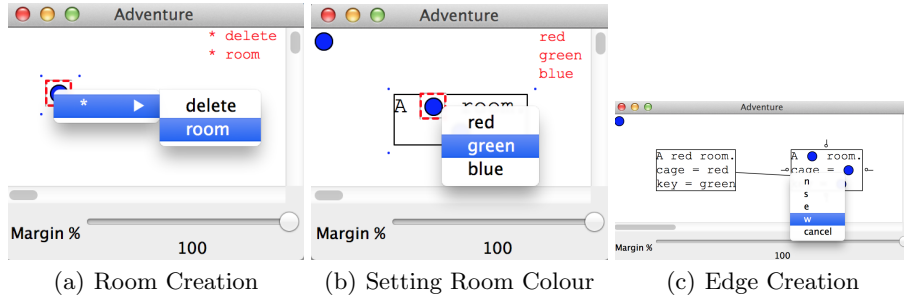 Adventure
* delete
* room
*
delete
room
Margin %
100
(a) Room Creation
Adventure
red
green
blue
A room.
red
green
blue
Margin %
100
(b) Setting Room Colour
Adventure
A red room.
cage = red
key = green
A room.
cage =
n
s
e
w
cancel
Margin %
100
(c) Edge Creation